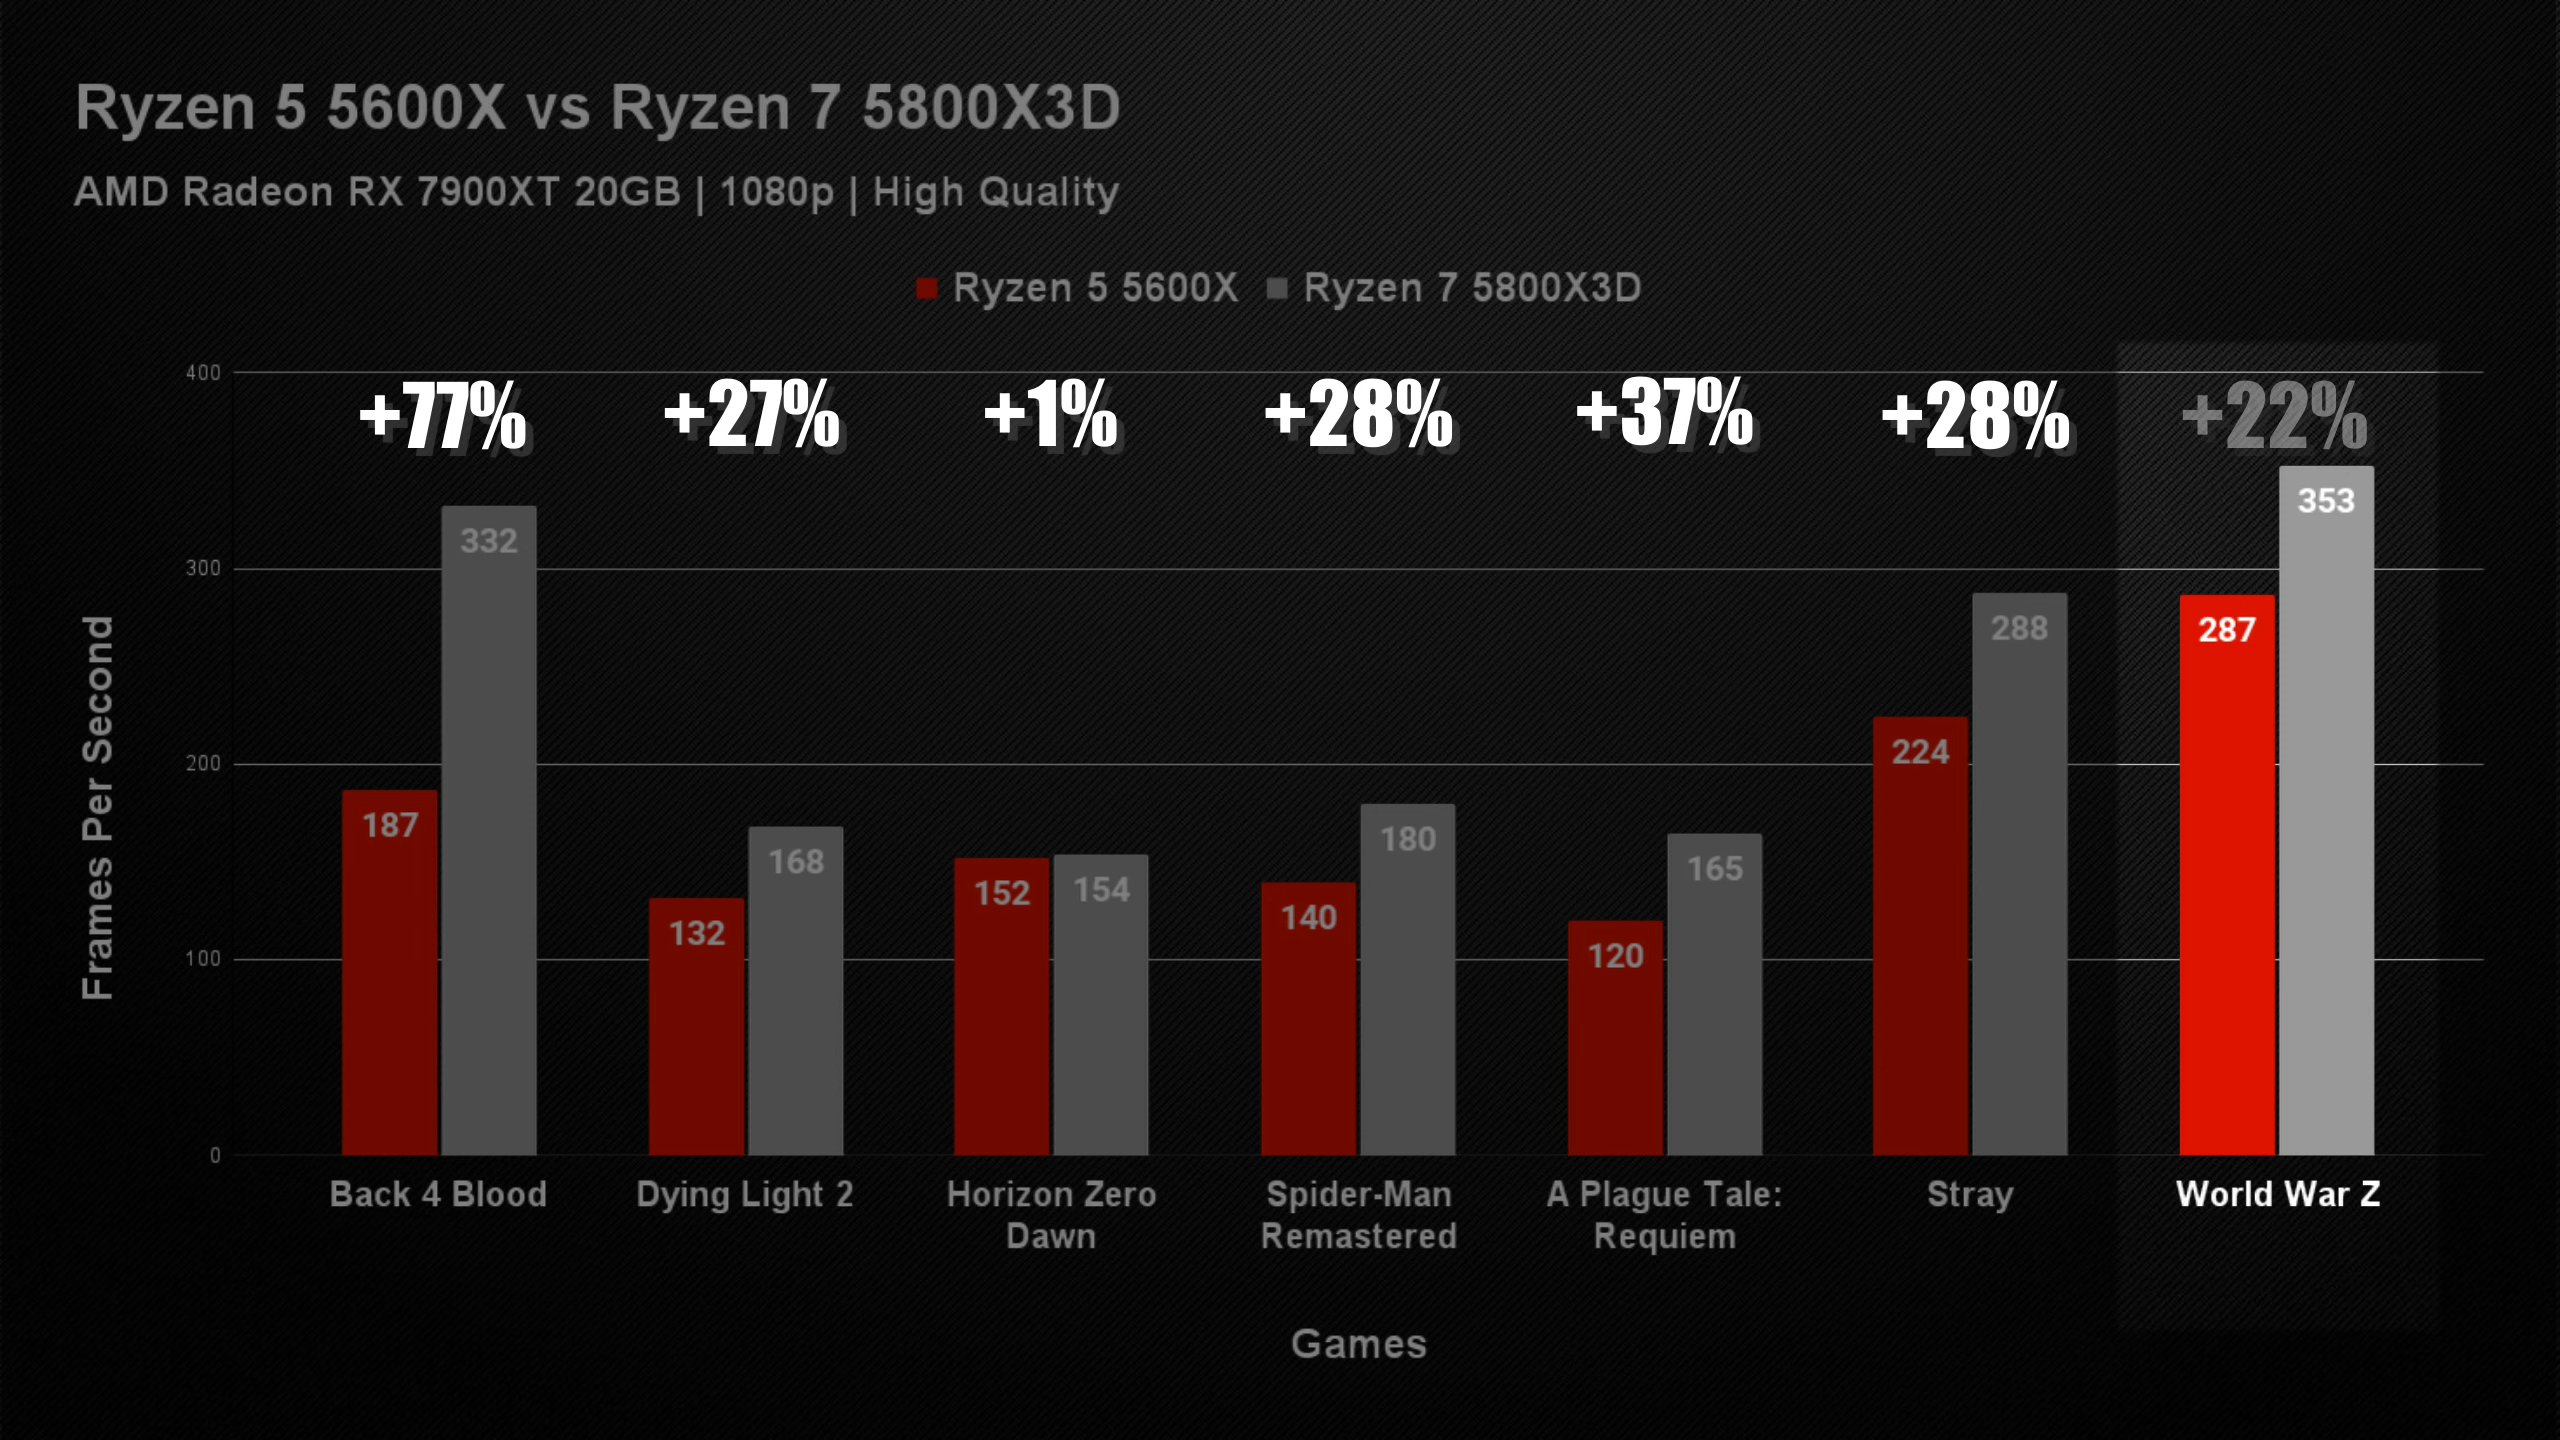 Ryzen 5 5600X vs Ryzen 7 5800X3D
AMD Radeon RX 7900XT 20GB | 1080p | High Quality
Ryzen 5 5600X Ryzen 7 5800X3D
400
+77% +27% +1% +28% +37% +28% +22%
300
200
100
0
Frames Per Second
187 332
132 168
152 154
140 180
120 165
224 288
287 353
Back 4 Blood
Dying Light 2
Horizon Zero
Dawn
Spider-Man
Remastered
A Plague Tale:
Requiem
Stray
World War Z
Games